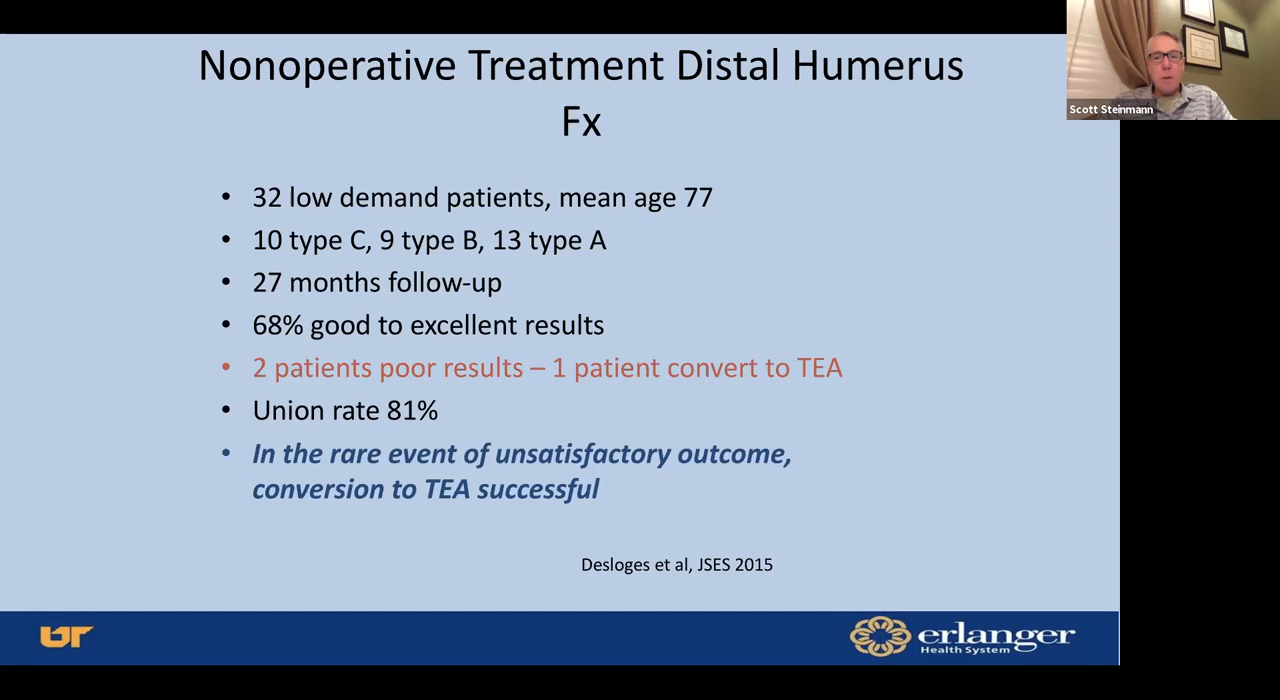 Nonoperative Treatment Distal Humerus
Fx
Scott Steinmann
• 32 low demand patients, mean age 77
• 10 type C, 9 type B, 13 type A
• 27 months follow-up
• 68% good to excellent results
• 2 patients poor results – 1 patient convert to TEA
• Union rate 81%
• In the rare event of unsatisfactory outcome,
conversion to TEA successful
Desloges et al, JSES 2015
UT
erlanger
Health System